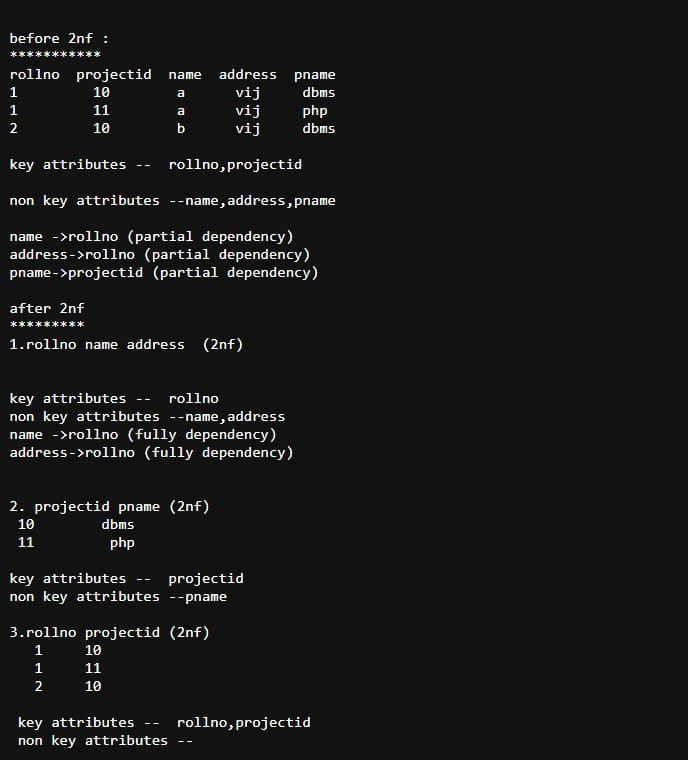 before 2nf :
***********
rollno projectid name address pname
1 10 a vij dbms
1 11 a vij php
2 10 b vij dbms
key attributes -- rollno,projectid
non key attributes --name,address,pname
name ->rollno (partial dependency)
address->rollno (partial dependency)
pname->projectid (partial dependency)
after 2nf
*********
1.rollno name address (2nf)
key attributes -- rollno
non key attributes --name,address
name ->rollno (fully dependency)
address->rollno (fully dependency)
2. projectid pname (2nf)
10 dbms
11 php
key attributes -- projectid
non key attributes --pname
3.rollno projectid (2nf)
1 10
1 11
2 10
key attributes -- rollno,projectid
non key attributes --